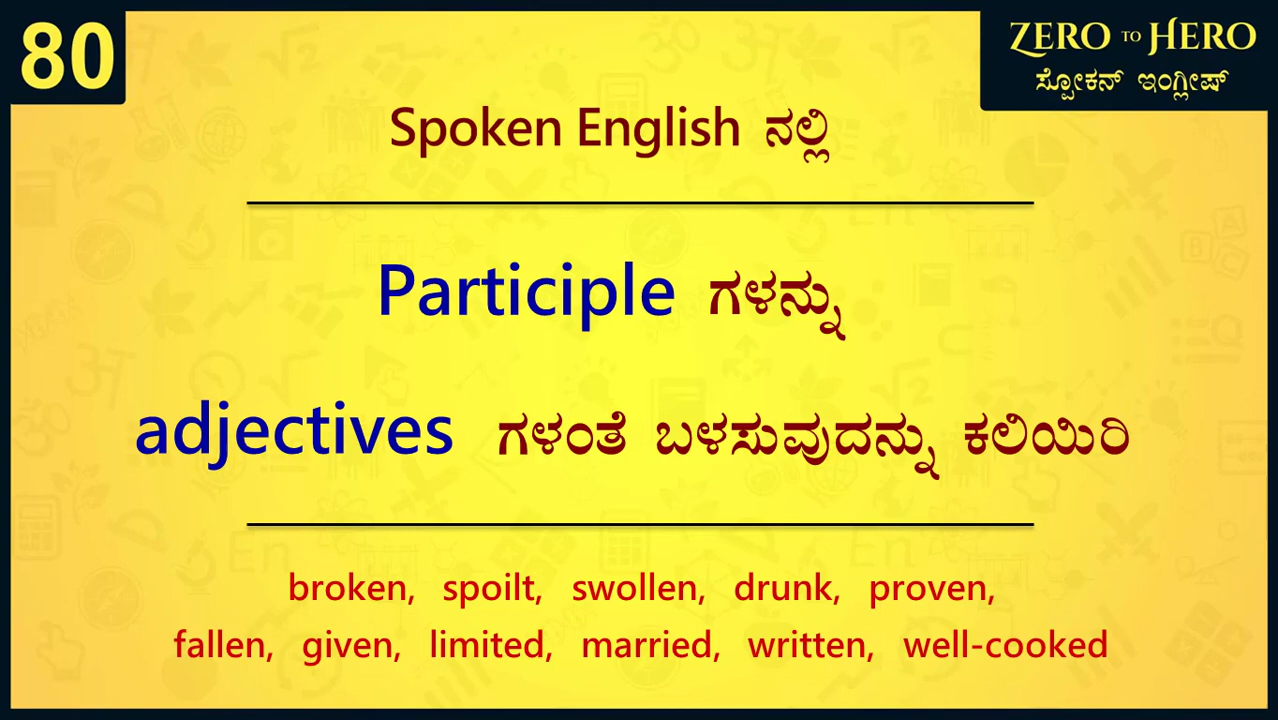 80
ZERO TO HERO
ಸ್ಪೋಕನ್ ಇಂಗ್ಲೀಷ್
Spoken English ನಲ್ಲಿ
Participle ಗಳನ್ನು
adjectives ಗಳಂತೆ ಬಳಸುವುದನ್ನು ಕಲಿಯಿರಿ
broken, spoilt, swollen, drunk, proven,
fallen, given, limited, married, written, well-cooked